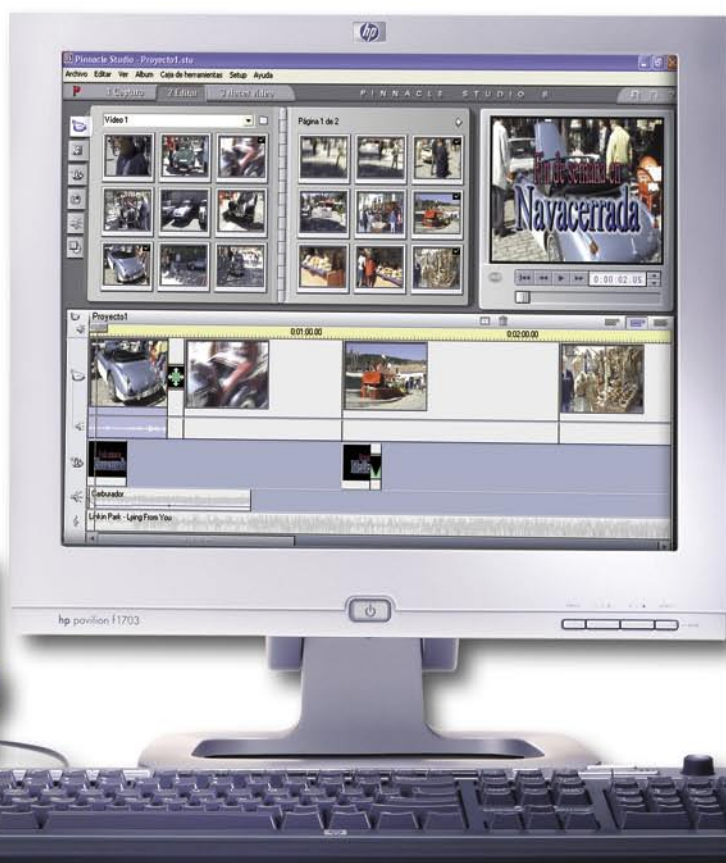 hp
Pinnacle Studio - Proyecto1.stu
Archivo Editar Ver Album Caja de herramientas Setup Ayuda
P 1 Captura 2 Editar 3 Hacer vídeo PINNACLE STUDIO 8
Vídeo 1
Página 1 de 2
Fin de semana en
Navacerrada
0:00:02.05
Proyecto1
0:01:00.00 0:02:00.00
Navacerrada
Carburador
Linkin Park - Lying From You
hp pavilion f1703